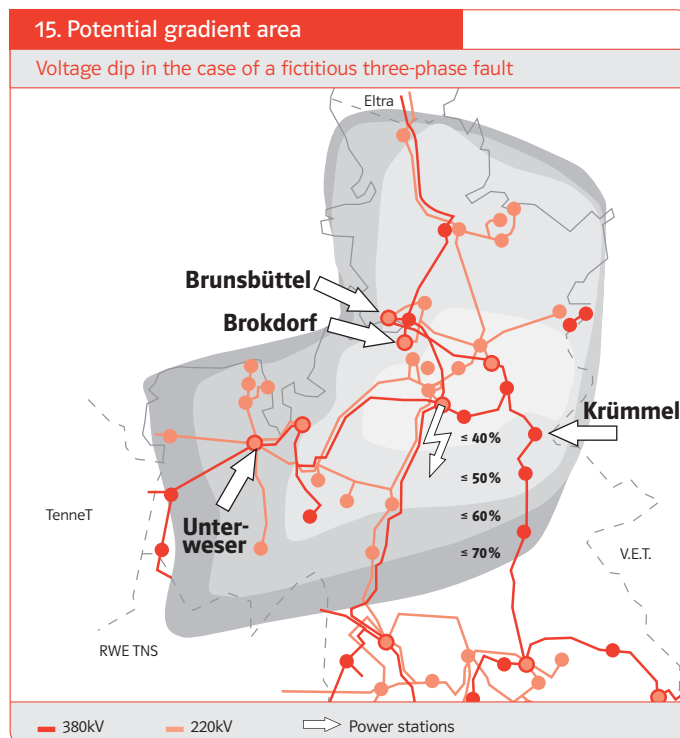 15. Potential gradient area
Voltage dip in the case of a fictitious three-phase fault
Eltra
Brunsbüttel
Brokdorf
Krümmel
≤ 40 %
≤ 50 %
TenneT
Unter-
weser
≤ 60 %
≤ 70 %
V.E.T.
RWE TNS
380kV
220kV
Power stations